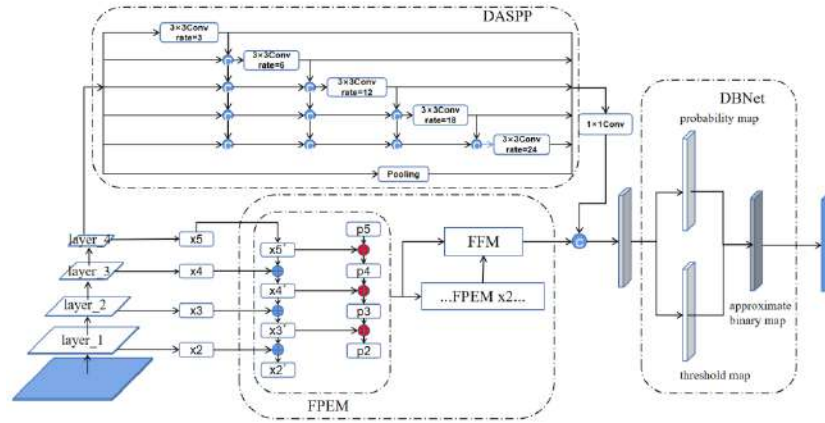 DASPP
3×3Conv
rate=3
3×3Conv
rate=6
3×3Conv
rate=12
3×3Conv
rate=18
3×3Conv
rate=24
Pooling
1×1Conv
DBNet
probability map
approximate
binary map
threshold map
layer_4
layer_3
layer_2
layer_1
x5
x4
x3
x2
x5'
x4'
x3'
x2'
p5
p4
p3
p2
FPEM
FFM
...FPEM x2...
C